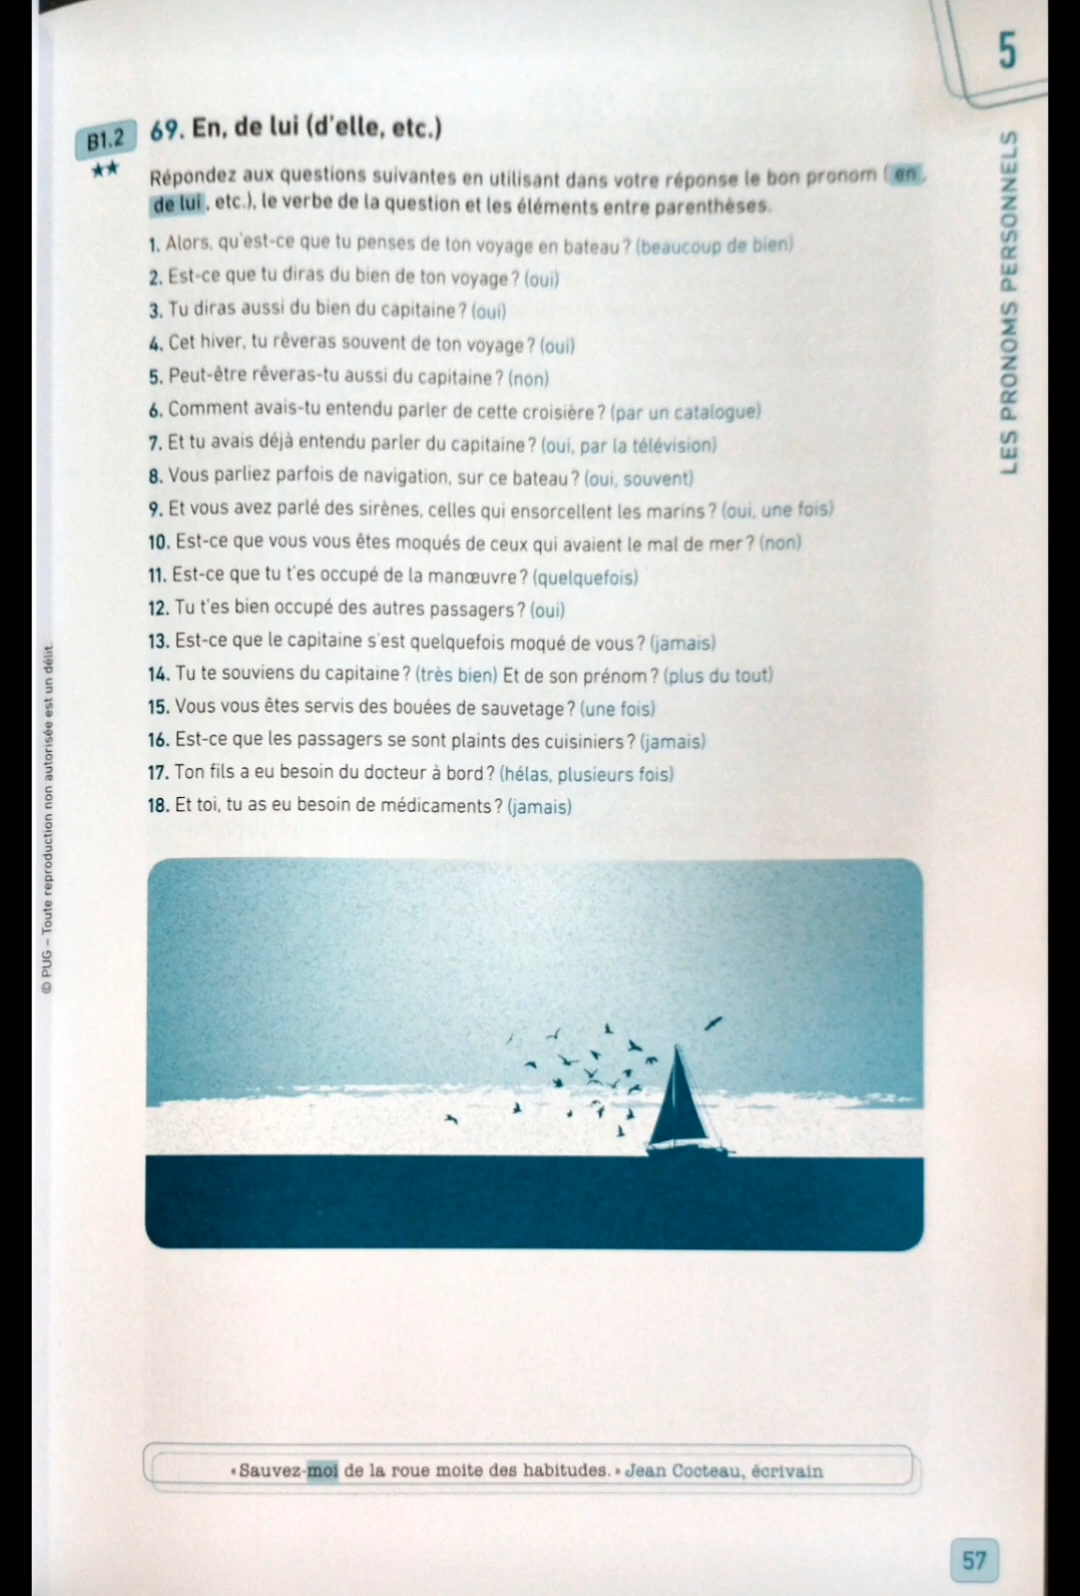 5
B1.2
★★
69. En, de lui (d'elle, etc.)
Répondez aux questions suivantes en utilisant dans votre réponse le bon pronom ( en ,
de lui , etc.), le verbe de la question et les éléments entre parenthèses.
1. Alors, qu'est-ce que tu penses de ton voyage en bateau ? (beaucoup de bien)
2. Est-ce que tu diras du bien de ton voyage ? (oui)
3. Tu diras aussi du bien du capitaine ? (oui)
4. Cet hiver, tu rêveras souvent de ton voyage ? (oui)
5. Peut-être rêveras-tu aussi du capitaine ? (non)
6. Comment avais-tu entendu parler de cette croisière ? (par un catalogue)
7. Et tu avais déjà entendu parler du capitaine ? (oui, par la télévision)
8. Vous parliez parfois de navigation, sur ce bateau ? (oui, souvent)
9. Et vous avez parlé des sirènes, celles qui ensorcellent les marins ? (oui, une fois)
10. Est-ce que vous vous êtes moqués de ceux qui avaient le mal de mer ? (non)
11. Est-ce que tu t'es occupé de la manœuvre ? (quelquefois)
12. Tu t'es bien occupé des autres passagers ? (oui)
13. Est-ce que le capitaine s'est quelquefois moqué de vous ? (jamais)
14. Tu te souviens du capitaine ? (très bien) Et de son prénom ? (plus du tout)
15. Vous vous êtes servis des bouées de sauvetage ? (une fois)
16. Est-ce que les passagers se sont plaints des cuisiniers ? (jamais)
17. Ton fils a eu besoin du docteur à bord ? (hélas, plusieurs fois)
18. Et toi, tu as eu besoin de médicaments ? (jamais)
LES PRONOMS PERSONNELS
© PUG – Toute reproduction non autorisée est un délit.
« Sauvez-moi de la roue moite des habitudes. » Jean Cocteau, écrivain
57